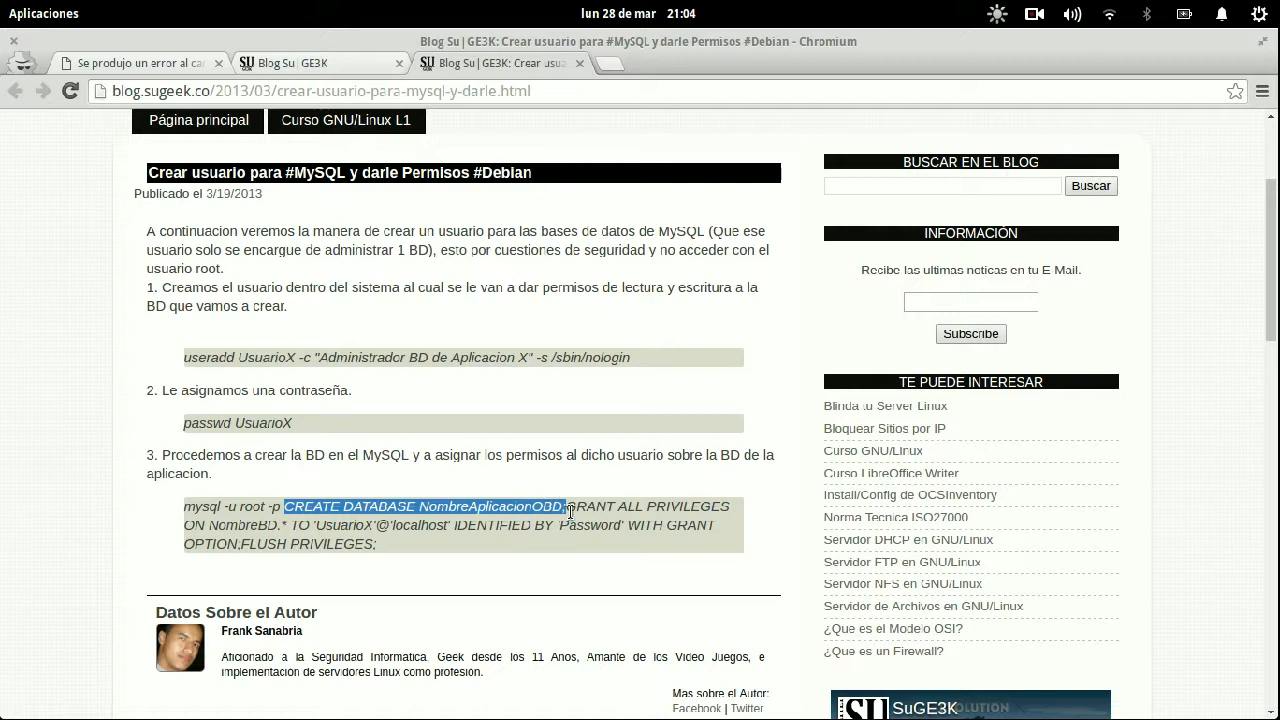 Aplicaciones
lun 28 de mar 21:04
Blog Su|GE3K: Crear usuario para #MySQL y darle Permisos #Debian - Chromium
Se produjo un error al ca
Blog Su|GE3K
Blog Su|GE3K: Crear usua
blog.sugeek.co/2013/03/crear-usuario-para-mysql-y-darle.html
Página principal
Curso GNU/Linux L1
Crear usuario para #MySQL y darle Permisos #Debian
Publicado el 3/19/2013
A continuacion veremos la manera de crear un usuario para las bases de datos de MySQL (Que ese
usuario solo se encargue de administrar 1 BD), esto por cuestiones de seguridad y no acceder con el
usuario root.
1. Creamos el usuario dentro del sistema al cual se le van a dar permisos de lectura y escritura a la
BD que vamos a crear.
useradd UsuarioX -c "Administrador BD de Aplicacion X" -s /sbin/nologin
2. Le asignamos una contraseña.
passwd UsuarioX
3. Procedemos a crear la BD en el MySQL y a asignar los permisos al dicho usuario sobre la BD de la
aplicacion.
mysql -u root -p CREATE DATABASE NombreAplicacionOBD;GRANT ALL PRIVILEGES
ON NombreBD.* TO 'UsuarioX'@'localhost' IDENTIFIED BY 'Password' WITH GRANT
OPTION;FLUSH PRIVILEGES;
Datos Sobre el Autor
Frank Sanabria
Aficionado a la Seguridad Informatica. Geek desde los 11 Anos, Amante de los Video Juegos, e
implementacion de servidores Linux como profesion.
Mas sobre el Autor:
Facebook | Twitter
BUSCAR EN EL BLOG
Buscar
INFORMACIÓN
Recibe las ultimas noticas en tu E-Mail.
Subscribe
TE PUEDE INTERESAR
Blinda tu Server Linux
Bloquear Sitios por IP
Curso GNU/Linux
Curso LibreOffice Writer
Install/Config de OCSInventory
Norma Tecnica ISO27000
Servidor DHCP en GNU/Linux
Servidor FTP en GNU/Linux
Servidor NFS en GNU/Linux
Servidor de Archivos en GNU/Linux
¿Que es el Modelo OSI?
¿Que es un Firewall?
SU
SuGE3K